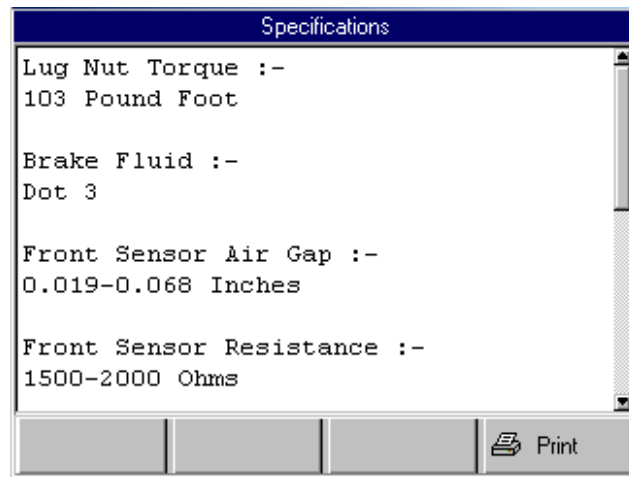 Specifications
Lug Nut Torque :-
103 Pound Foot
Brake Fluid :-
Dot 3
Front Sensor Air Gap :-
0.019-0.068 Inches
Front Sensor Resistance :-
1500-2000 Ohms
Print